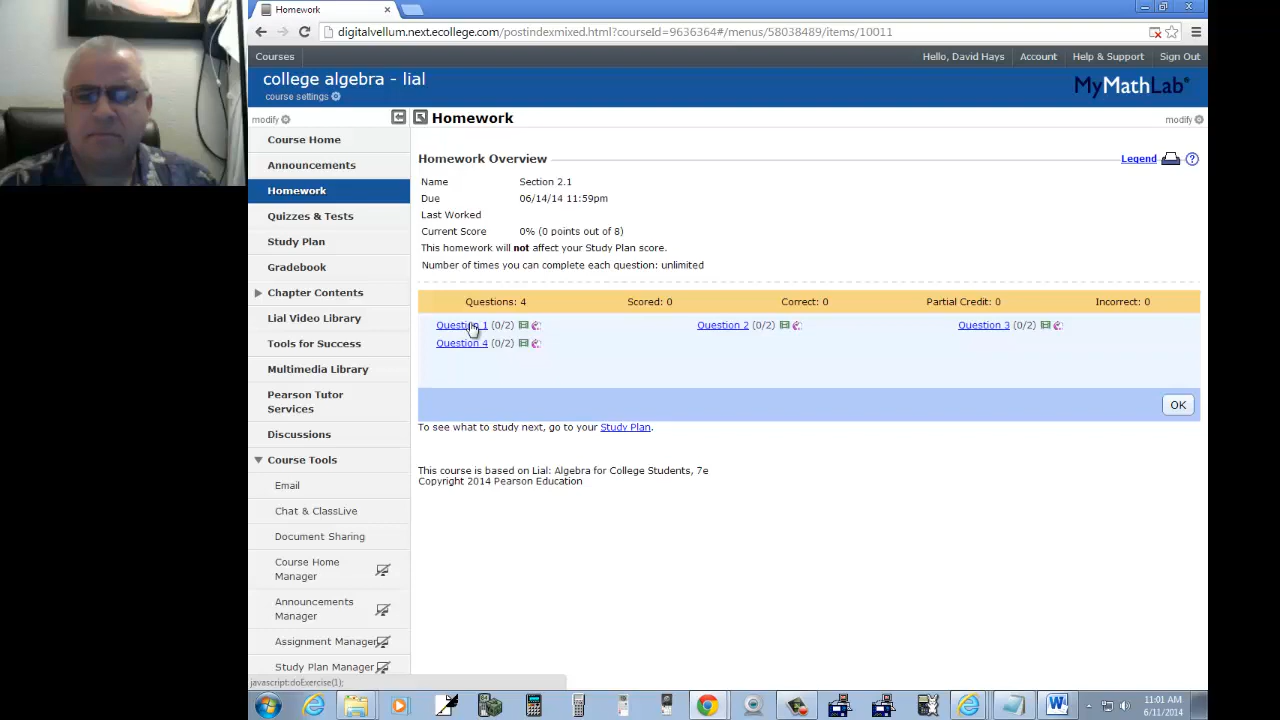 Homework
digitalvellum.next.ecollege.com/postindexmixed.html?courseId=9636364#/menus/58038489/items/10011
Courses
Hello, David Hays
Account
Help & Support
Sign Out
college algebra - lial
course settings
MyMathLab
modify
Homework
modify
Course Home
Announcements
Homework
Quizzes & Tests
Study Plan
Gradebook
Chapter Contents
Lial Video Library
Tools for Success
Multimedia Library
Pearson Tutor
Services
Discussions
Course Tools
Email
Chat & ClassLive
Document Sharing
Course Home
Manager
Announcements
Manager
Assignment Manager
Study Plan Manager
Homework Overview
Legend
Name Section 2.1
Due 06/14/14 11:59pm
Last Worked
Current Score 0% (0 points out of 8)
This homework will not affect your Study Plan score.
Number of times you can complete each question: unlimited
Questions: 4 Scored: 0 Correct: 0 Partial Credit: 0 Incorrect: 0
Question 1 (0/2) Question 2 (0/2) Question 3 (0/2)
Question 4 (0/2)
OK
To see what to study next, go to your Study Plan.
This course is based on Lial: Algebra for College Students, 7e
Copyright 2014 Pearson Education
javascript:doExercise(1);
11:01 AM
6/11/2014